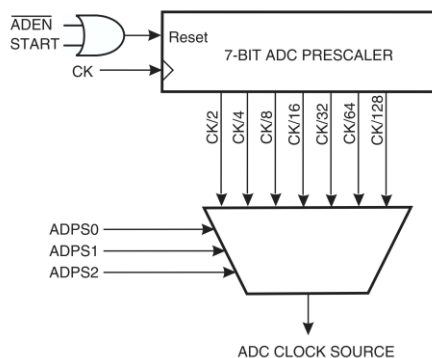 ADEN
START
Reset
7-BIT ADC PRESCALER
CK
CK/2
CK/4
CK/8
CK/16
CK/32
CK/64
CK/128
ADPS0
ADPS1
ADPS2
ADC CLOCK SOURCE